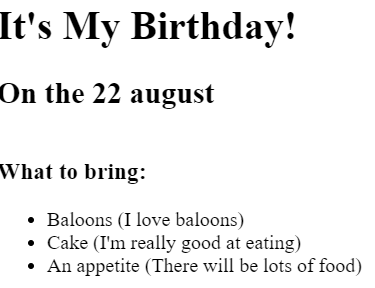 It's My Birthday!
On the 22 august
What to bring:
Baloons (I love baloons)
Cake (I'm really good at eating)
An appetite (There will be lots of food)